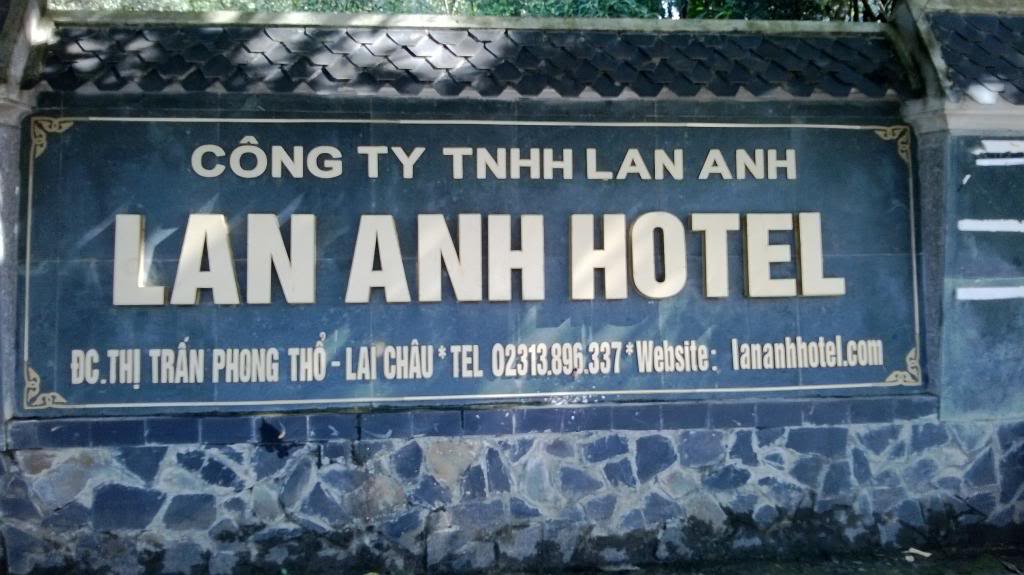 CÔNG TY TNHH LAN ANH
LAN ANH HOTEL
ĐC.THỊ TRẤN PHONG THỔ - LAI CHÂU * TEL 02313.896.337 * Website: lananhhotel.com